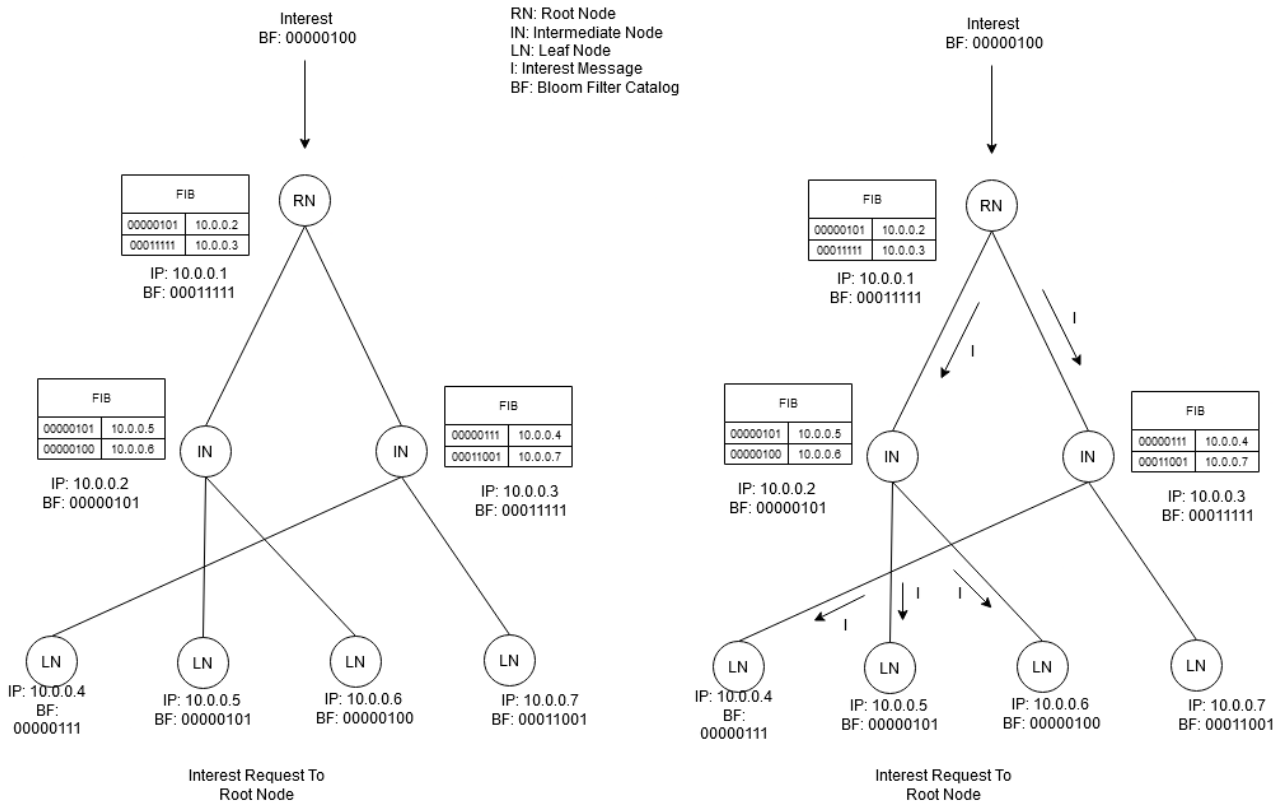 Interest
BF: 00000100
RN: Root Node
IN: Intermediate Node
LN: Leaf Node
I: Interest Message
BF: Bloom Filter Catalog
FIB
00000101 10.0.0.2
00011111 10.0.0.3
RN
IP: 10.0.0.1
BF: 00011111
FIB
00000101 10.0.0.5
00000100 10.0.0.6
IN
IP: 10.0.0.2
BF: 00000101
IN
FIB
00000111 10.0.0.4
00011001 10.0.0.7
IP: 10.0.0.3
BF: 00011111
LN
IP: 10.0.0.4
BF:
00000111
LN
IP: 10.0.0.5
BF: 00000101
LN
IP: 10.0.0.6
BF: 00000100
LN
IP: 10.0.0.7
BF: 00011001
Interest Request To
Root Node
Interest
BF: 00000100
FIB
00000101 10.0.0.2
00011111 10.0.0.3
RN
IP: 10.0.0.1
BF: 00011111
I
I
FIB
00000101 10.0.0.5
00000100 10.0.0.6
IN
IP: 10.0.0.2
BF: 00000101
IN
FIB
00000111 10.0.0.4
00011001 10.0.0.7
IP: 10.0.0.3
BF: 00011111
I
I
I
LN
IP: 10.0.0.4
BF:
00000111
LN
IP: 10.0.0.5
BF: 00000101
LN
IP: 10.0.0.6
BF: 00000100
LN
IP: 10.0.0.7
BF: 00011001
Interest Request To
Root Node